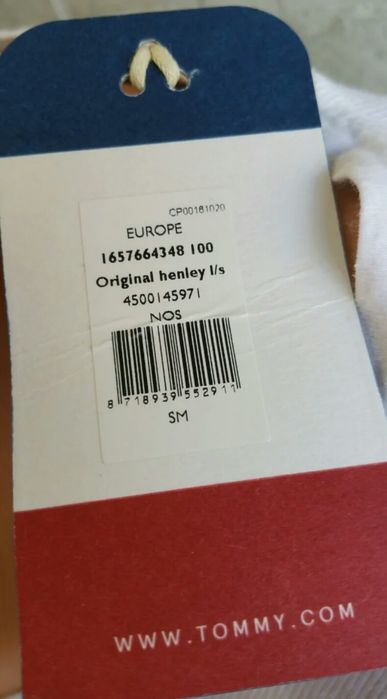 CP00181020
EUROPE
1657664348 100
Original henley l/s
4500145971
NOS
8 718939 552911
SM
WWW.TOMMY.COM